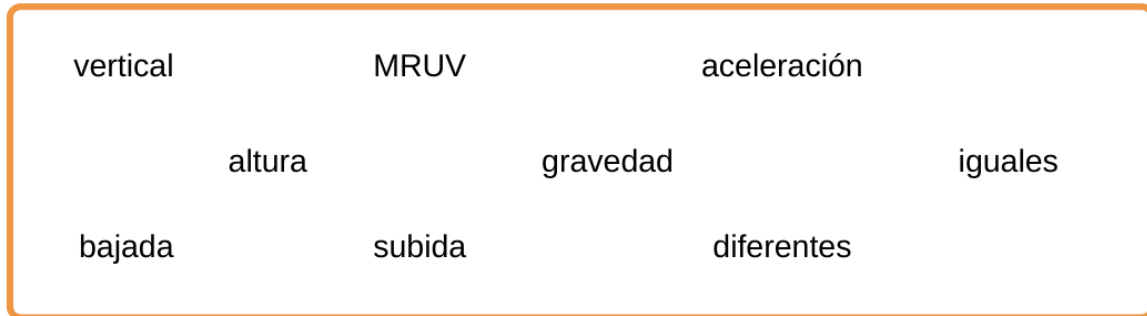 vertical MRUV aceleración
altura gravedad iguales
bajada subida diferentes